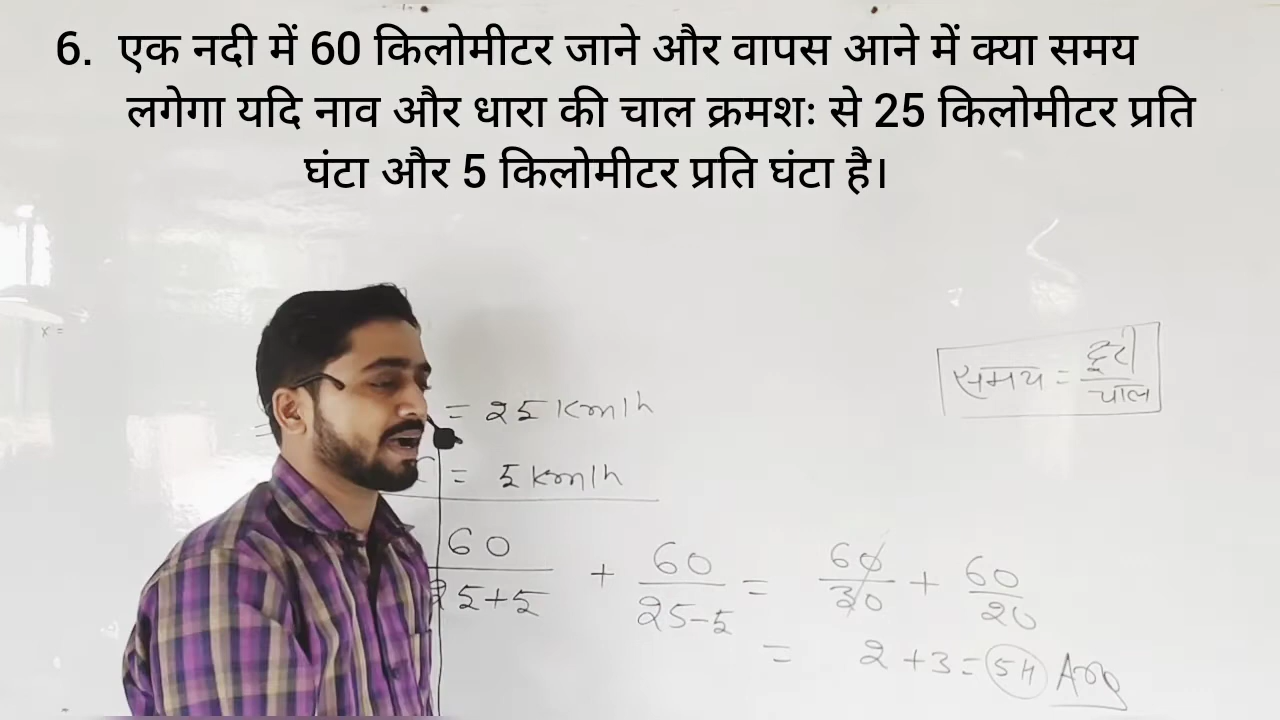 6. एक नदी में 60 किलोमीटर जाने और वापस आने में क्या समय
लगेगा यदि नाव और धारा की चाल क्रमशः से 25 किलोमीटर प्रति
घंटा और 5 किलोमीटर प्रति घंटा है।
x =
समय = दूरी / चाल
= 25 km/h
= 5 km/h
60 / 25+5 + 60 / 25-5 = 60 / 30 + 60 / 20
= 2 + 3 = 5H Ans